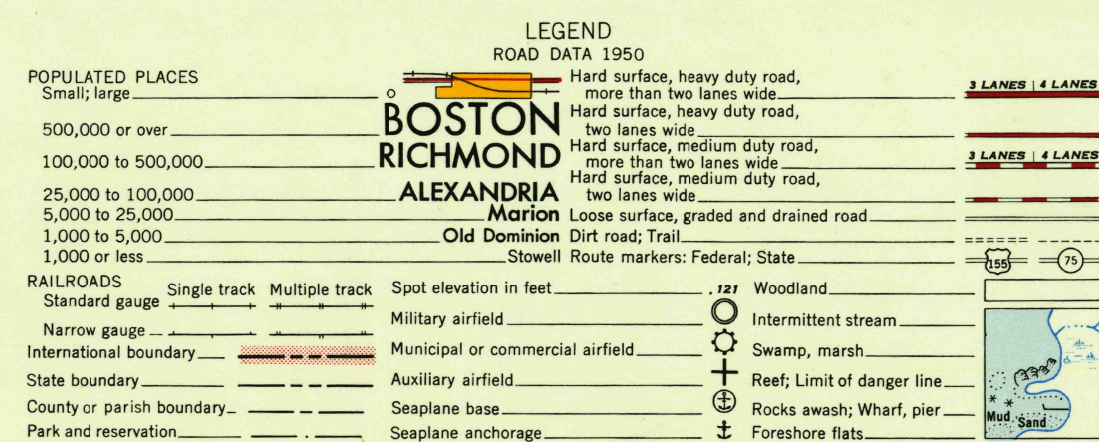 LEGEND
ROAD DATA 1950
POPULATED PLACES
Small; large
500,000 or over BOSTON
100,000 to 500,000 RICHMOND
25,000 to 100,000 ALEXANDRIA
5,000 to 25,000 Marion
1,000 to 5,000 Old Dominion
1,000 or less Stowell
Hard surface, heavy duty road,
more than two lanes wide 3 LANES | 4 LANES
Hard surface, heavy duty road,
two lanes wide
Hard surface, medium duty road,
more than two lanes wide 3 LANES | 4 LANES
Hard surface, medium duty road,
two lanes wide
Loose surface, graded and drained road
Dirt road; Trail
Route markers: Federal; State 155 75
RAILROADS
Single track Multiple track
Standard gauge
Narrow gauge
International boundary
State boundary
County or parish boundary
Park and reservation
Spot elevation in feet .121
Military airfield
Municipal or commercial airfield
Auxiliary airfield
Seaplane base
Seaplane anchorage
Woodland
Intermittent stream
Swamp, marsh
Reef; Limit of danger line
Rocks awash; Wharf, pier
Foreshore flats
Mud Sand